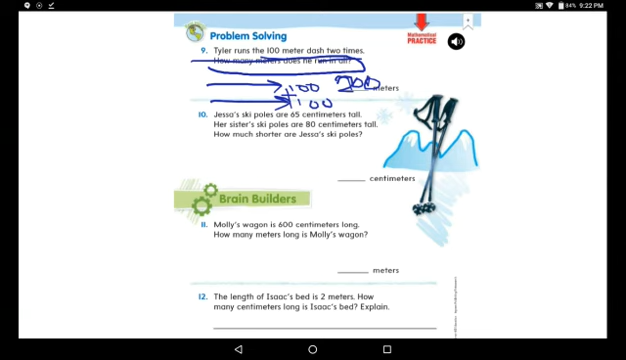 84% 9:22 PM
Problem Solving
Mathematical
PRACTICE
9. Tyler runs the 100 meter dash two times.
How many meters does he run in all?
100
200 meters
+100
10. Jessa's ski poles are 65 centimeters tall.
Her sister's ski poles are 80 centimeters tall.
How much shorter are Jessa's ski poles?
centimeters
Brain Builders
11. Molly's wagon is 600 centimeters long.
How many meters long is Molly's wagon?
meters
12. The length of Isaac's bed is 2 meters. How
many centimeters long is Isaac's bed? Explain.